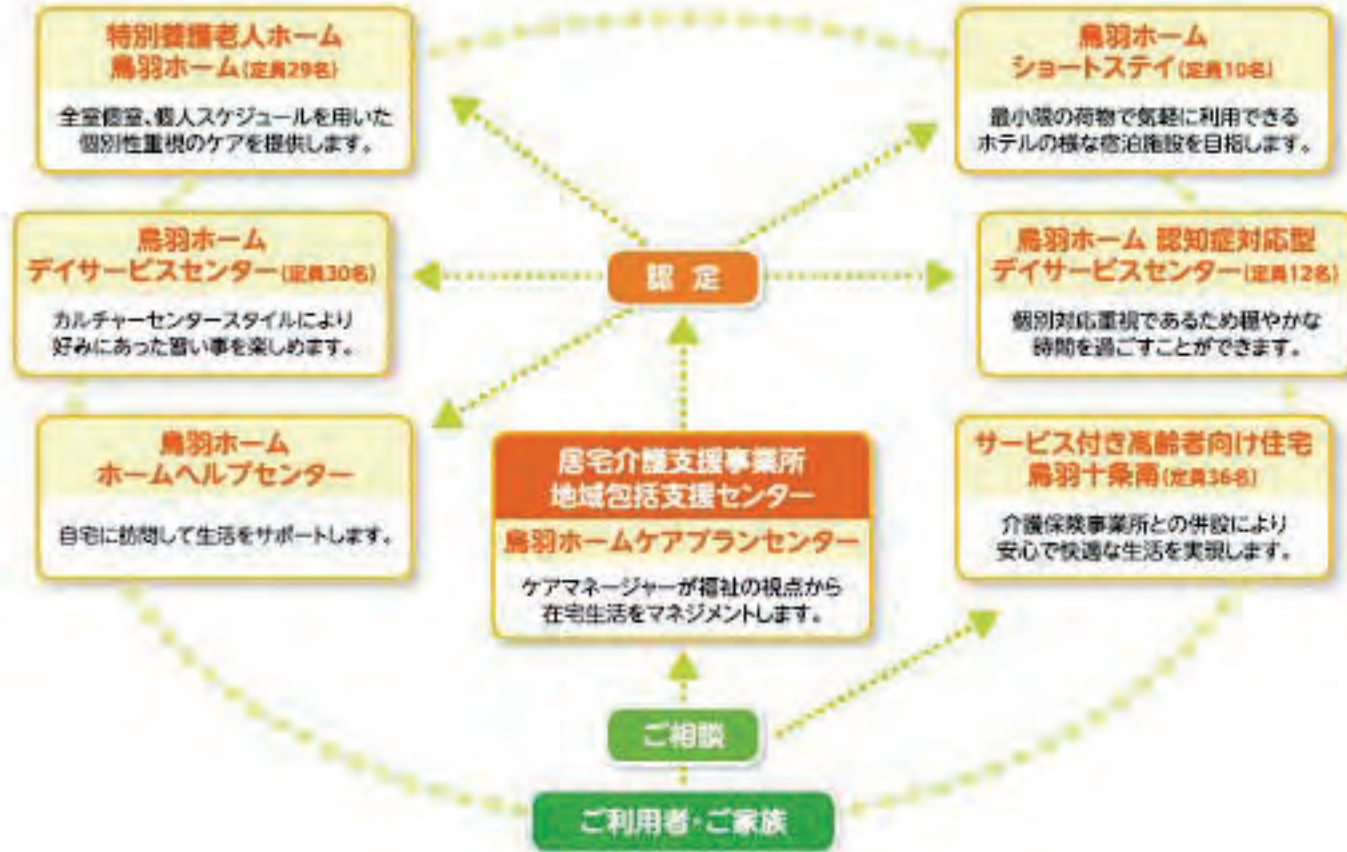 特別養護老人ホーム
鳥羽ホーム(定員29名)
全室個室、個人スケジュールを用いた
個別性重視のケアを提供します。
鳥羽ホーム
ショートステイ(定員10名)
最小限の荷物で気軽に利用できる
ホテルの様な宿泊施設を目指します。
鳥羽ホーム
デイサービスセンター(定員30名)
カルチャーセンタースタイルにより
好みにあった習い事を楽しめます。
認定
鳥羽ホーム 認知症対応型
デイサービスセンター(定員12名)
個別対応重視であるため穏やかな
時間を過ごすことができます。
鳥羽ホーム
ホームヘルプセンター
自宅に訪問して生活をサポートします。
居宅介護支援事業所
地域包括支援センター
鳥羽ホームケアプランセンター
ケアマネージャーが福祉の視点から
在宅生活をマネジメントします。
サービス付き高齢者向け住宅
鳥羽十条南(定員36名)
介護保険事業所との併設により
安心で快適な生活を実現します。
ご相談
ご利用者・ご家族